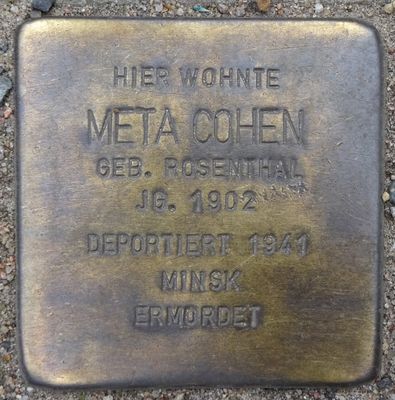 HIER WOHNTE
META COHEN
GEB. ROSENTHAL
JG. 1902
DEPORTIERT 1941
MINSK
ERMORDET